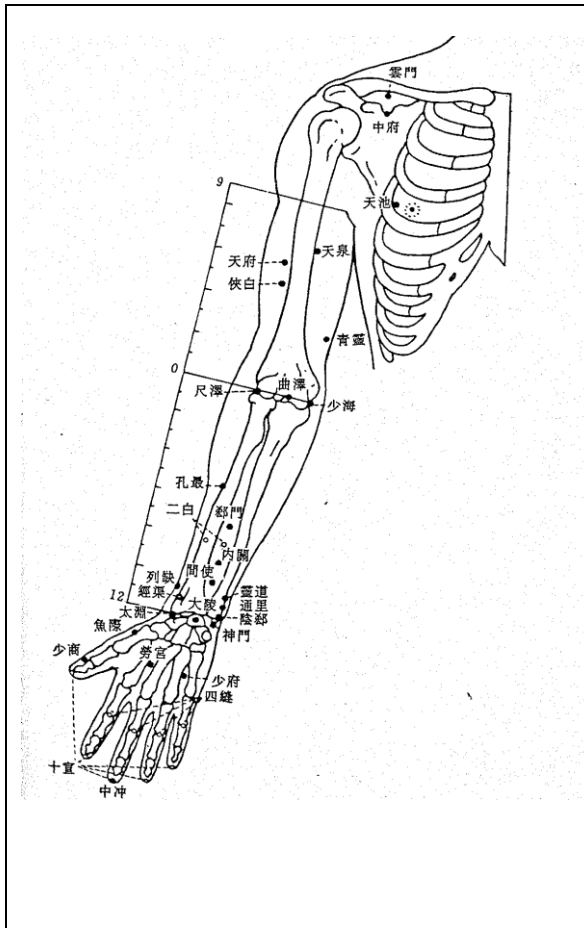 雲門
中府
9
天池
天泉
天府
俠白
青靈
0
曲澤
尺澤
少海
孔最
二白
郄門
内關
間使
列缺
靈道
12
經渠
大陵
通里
太淵
陰郄
魚際
神門
少商
勞宮
少府
四縫
十宣
中冲